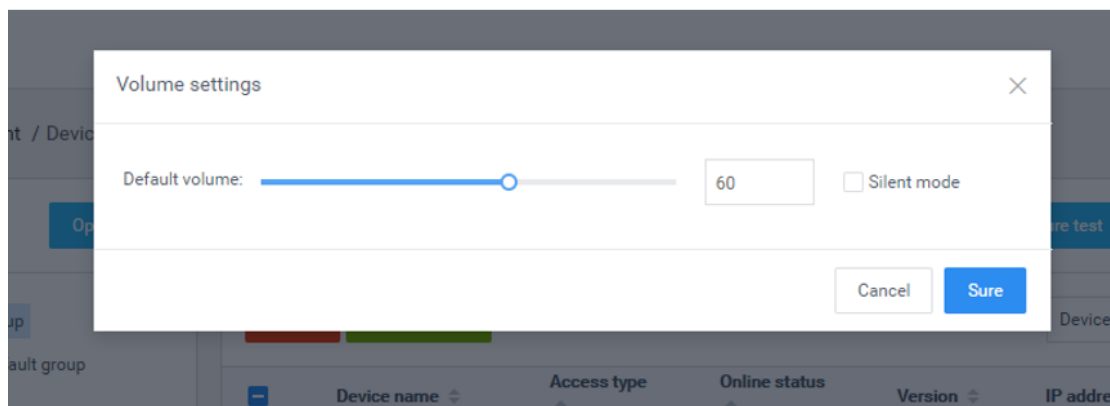 Volume settings
nt / Devic
Default volume:
60
Silent mode
Op
re test
Cancel
Sure
up
Device
ault group
Device name
Access type
Online status
Version
IP addre